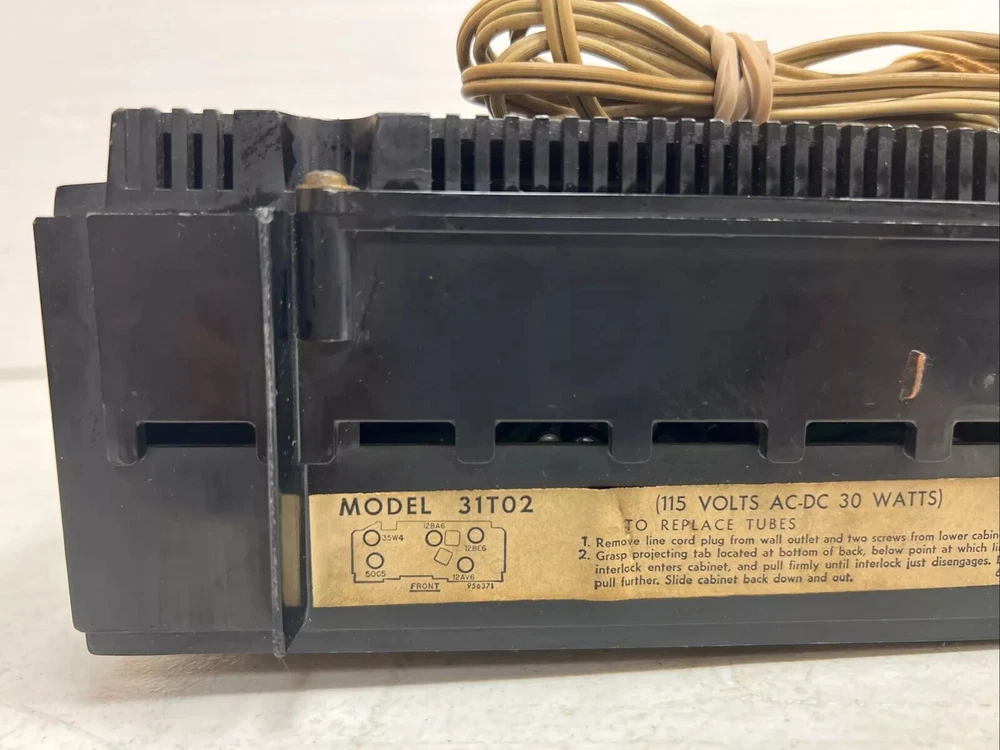 MODEL 31T02
(115 VOLTS AC-DC 30 WATTS)
TO REPLACE TUBES
1. Remove line cord plug from wall outlet and two screws from lower cabin
2. Grasp projecting tab located at bottom of back, below point at which li
interlock enters cabinet, and pull firmly until interlock just disengages.
pull further. Slide cabinet back down and out.
12BA6
35W4
12BE6
50C5
12AV6
FRONT
956371